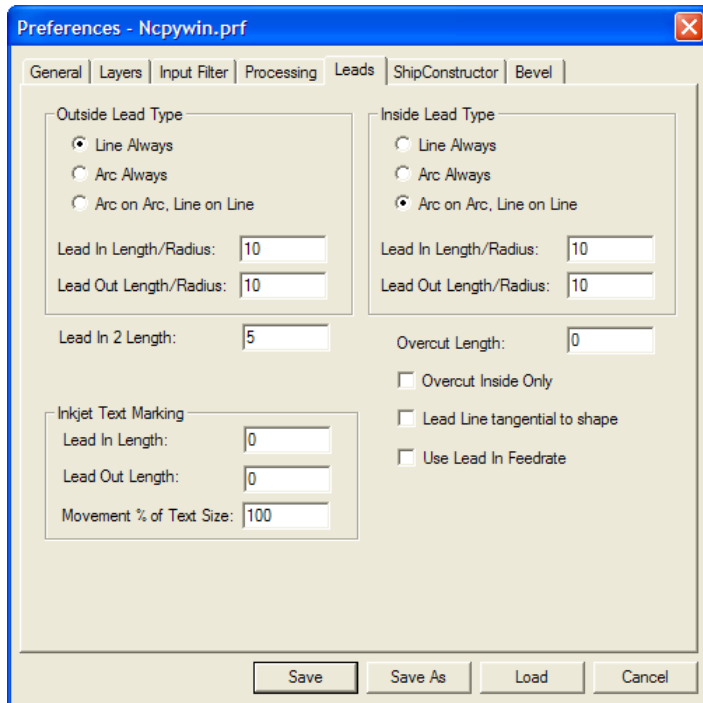 Preferences - Ncpywin.prf
General Layers Input Filter Processing Leads ShipConstructor Bevel
Outside Lead Type
Line Always
Arc Always
Arc on Arc, Line on Line
Lead In Length/Radius: 10
Lead Out Length/Radius: 10
Inside Lead Type
Line Always
Arc Always
Arc on Arc, Line on Line
Lead In Length/Radius: 10
Lead Out Length/Radius: 10
Lead In 2 Length: 5
Overcut Length: 0
Overcut Inside Only
Lead Line tangential to shape
Use Lead In Feedrate
Inkjet Text Marking
Lead In Length: 0
Lead Out Length: 0
Movement % of Text Size: 100
Save Save As Load Cancel